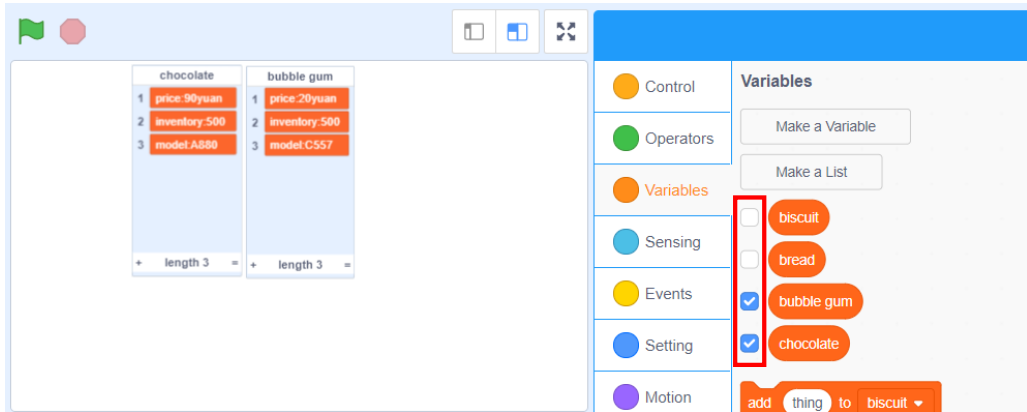 chocolate
1 price:90yuan
2 inventory:500
3 model:A880
+ length 3 =
bubble gum
1 price:20yuan
2 inventory:500
3 model:C557
+ length 3 =
Control
Operators
Variables
Sensing
Events
Setting
Motion
Variables
Make a Variable
Make a List
biscuit
bread
bubble gum
chocolate
add thing to biscuit